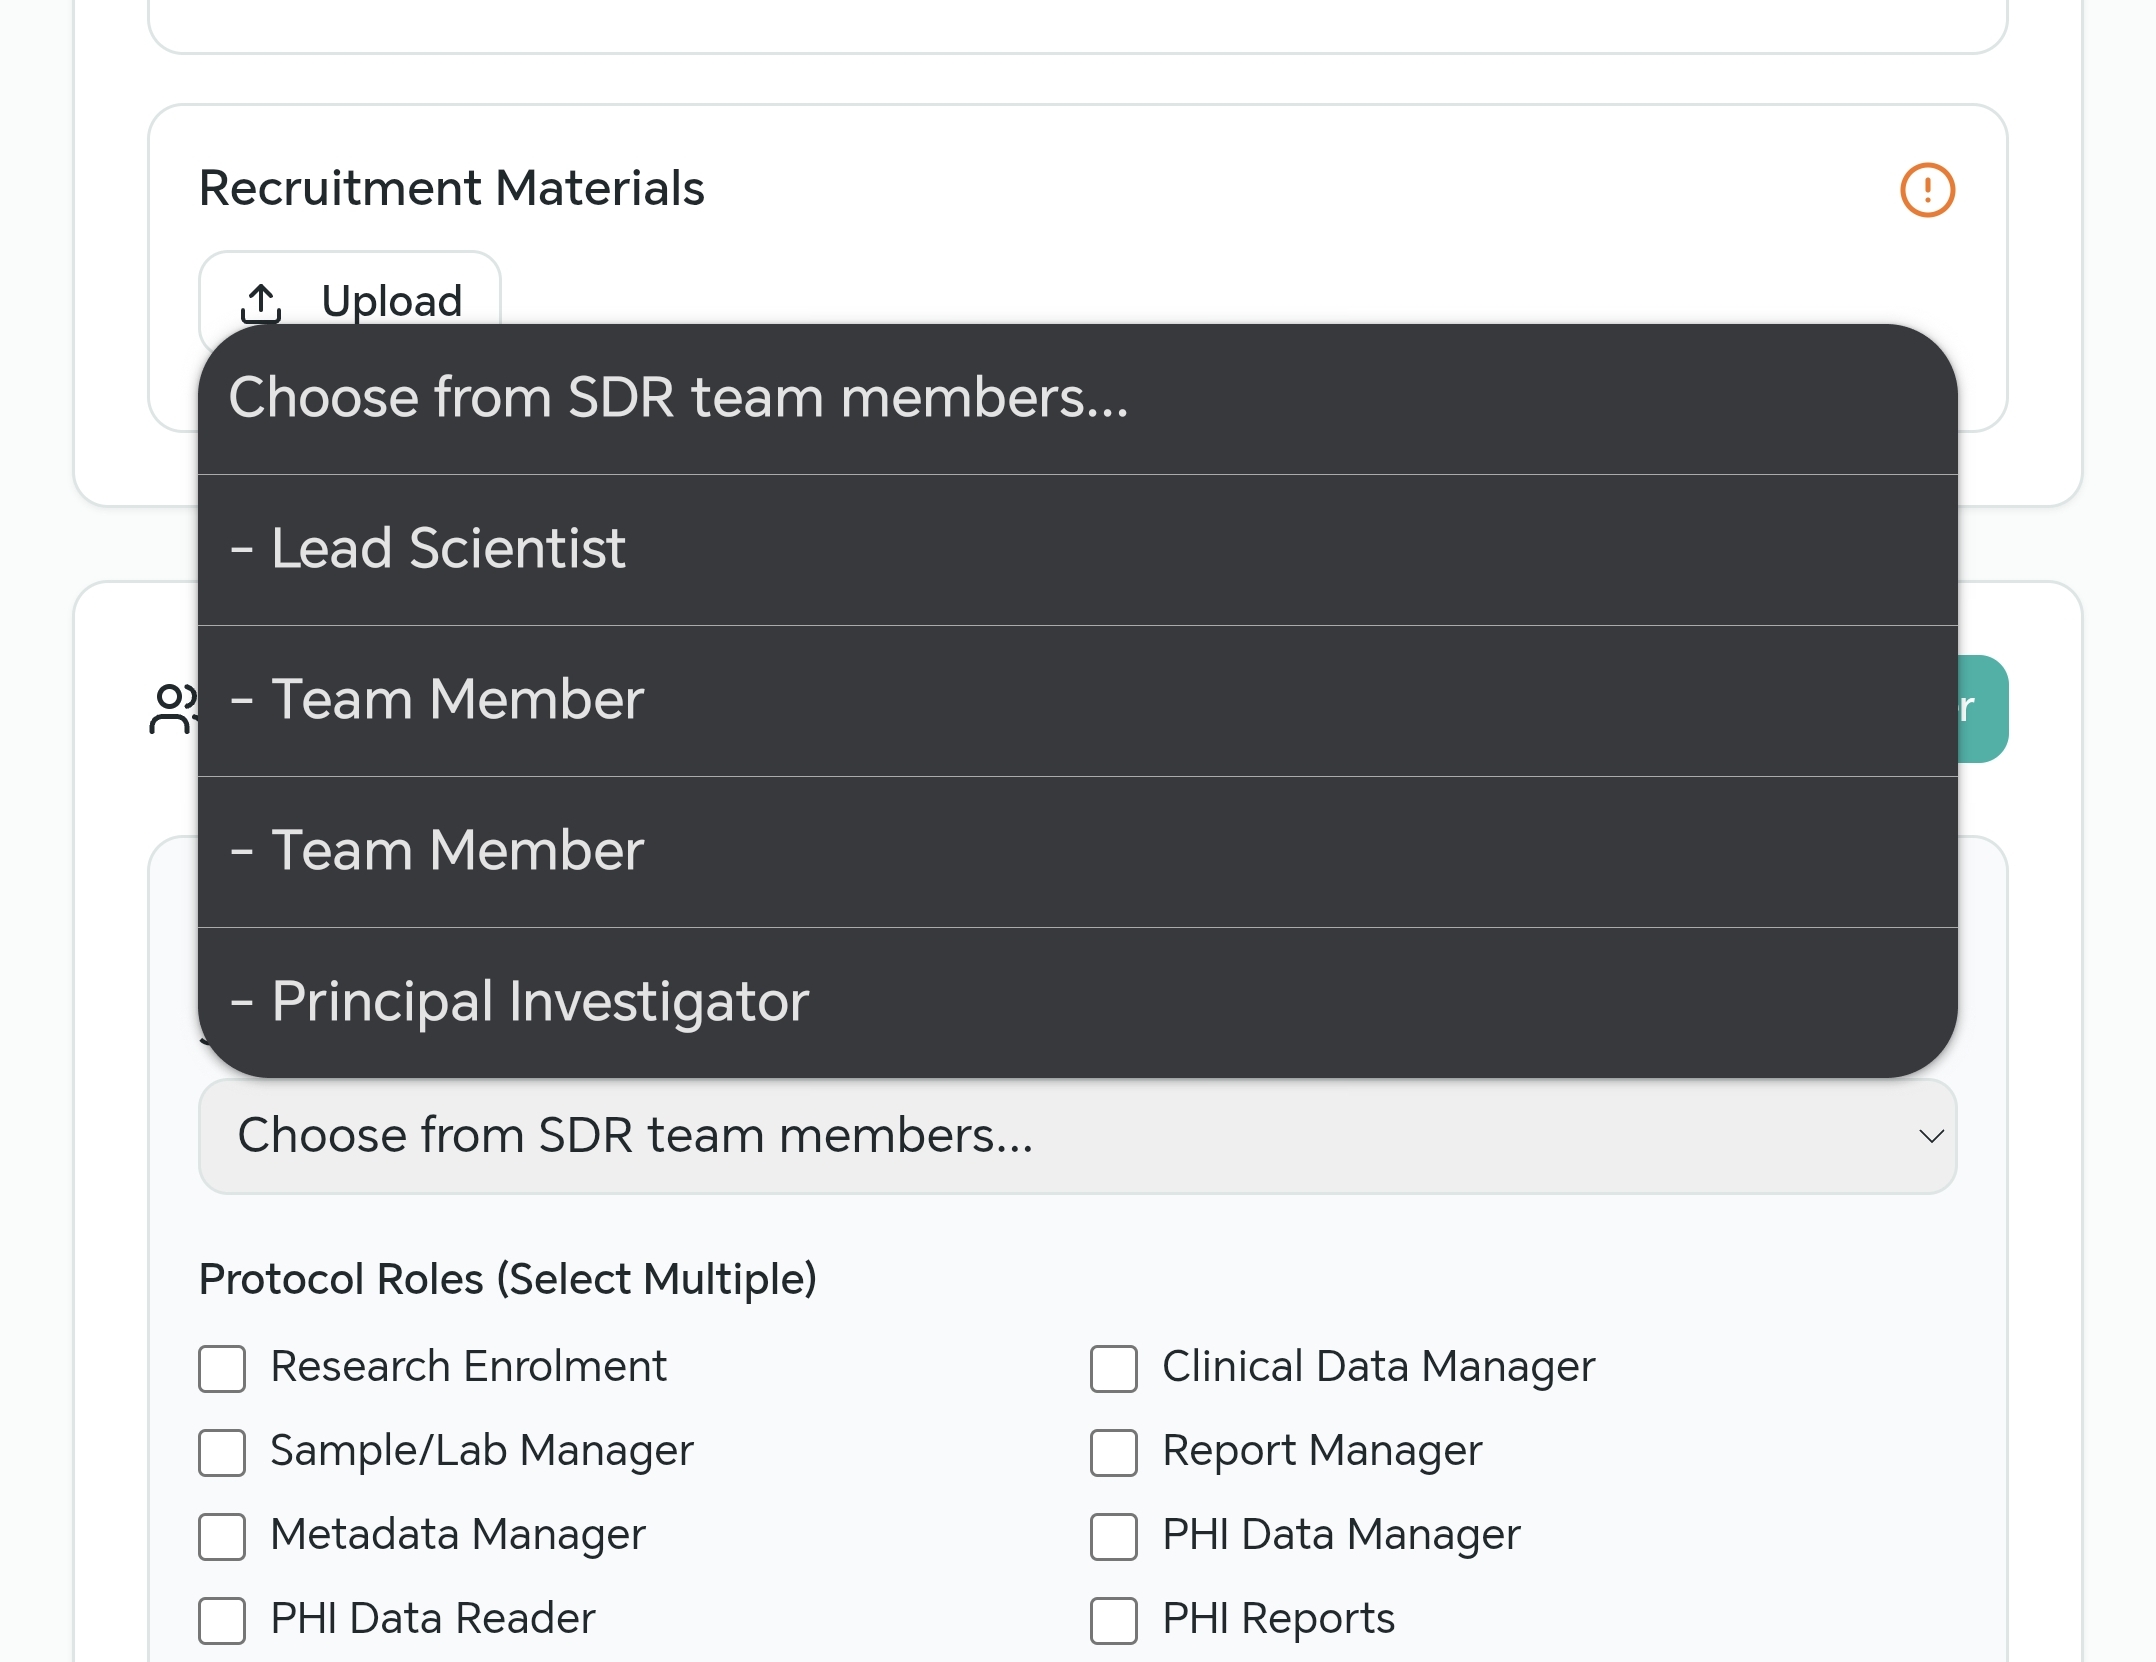 Recruitment Materials
Upload
Choose from SDR team members...
- Lead Scientist
- Team Member
- Team Member
- Principal Investigator
Choose from SDR team members...
Protocol Roles (Select Multiple)
Research Enrolment
Clinical Data Manager
Sample/Lab Manager
Report Manager
Metadata Manager
PHI Data Manager
PHI Data Reader
PHI Reports